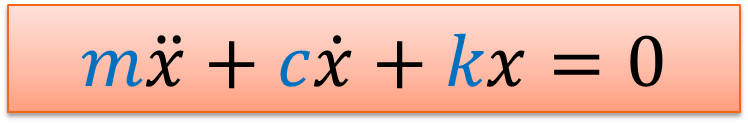 mẍ + cẋ + kx = 0